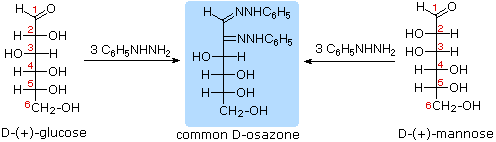 H 1 O
H 2 OH
HO 3 H
H 4 OH
H 5 OH
6 CH2-OH
D-(+)-glucose
3 C6H5NHNH2
H NNHC6H5
NNHC6H5
HO H
H OH
H OH
CH2-OH
common D-osazone
3 C6H5NHNH2
H 1 O
HO 2 H
HO 3 H
H 4 OH
H 5 OH
6 CH2-OH
D-(+)-mannose